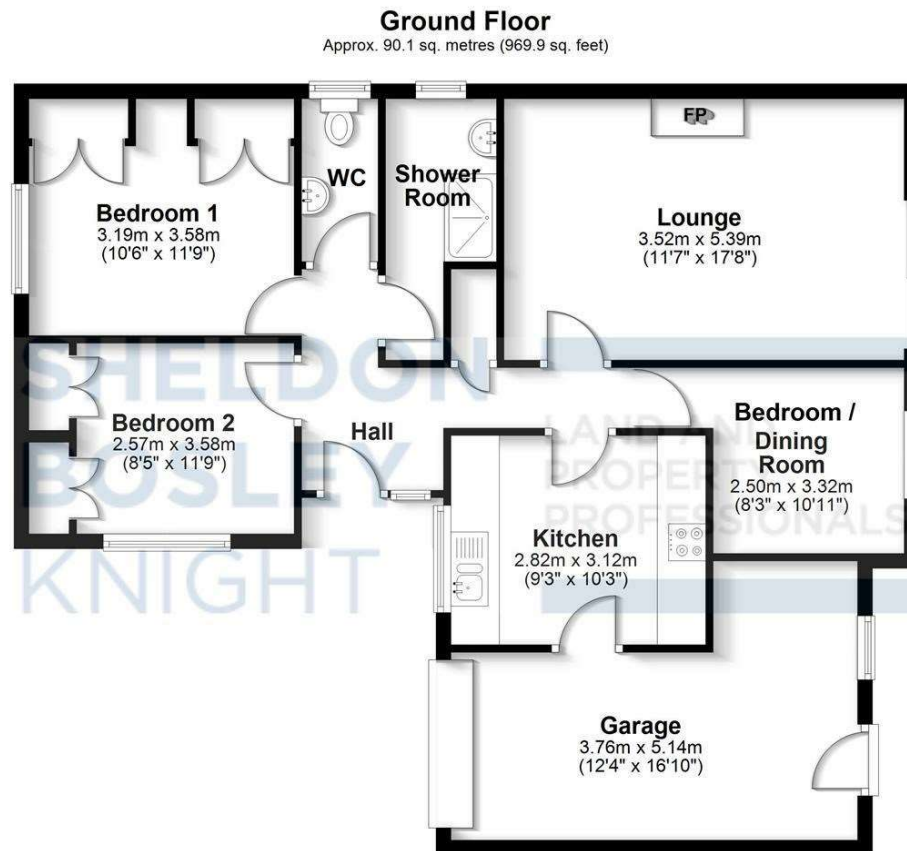 Ground Floor
Approx. 90.1 sq. metres (969.9 sq. feet)
FP
WC
Shower
Room
Bedroom 1
3.19m x 3.58m
(10'6" x 11'9")
Lounge
3.52m x 5.39m
(11'7" x 17'8")
SHELDON
BOSLEY
KNIGHT
LAND AND
PROPERTY
PROFESSIONALS
Bedroom 2
2.57m x 3.58m
(8'5" x 11'9")
Hall
Bedroom /
Dining
Room
2.50m x 3.32m
(8'3" x 10'11")
Kitchen
2.82m x 3.12m
(9'3" x 10'3")
Garage
3.76m x 5.14m
(12'4" x 16'10")